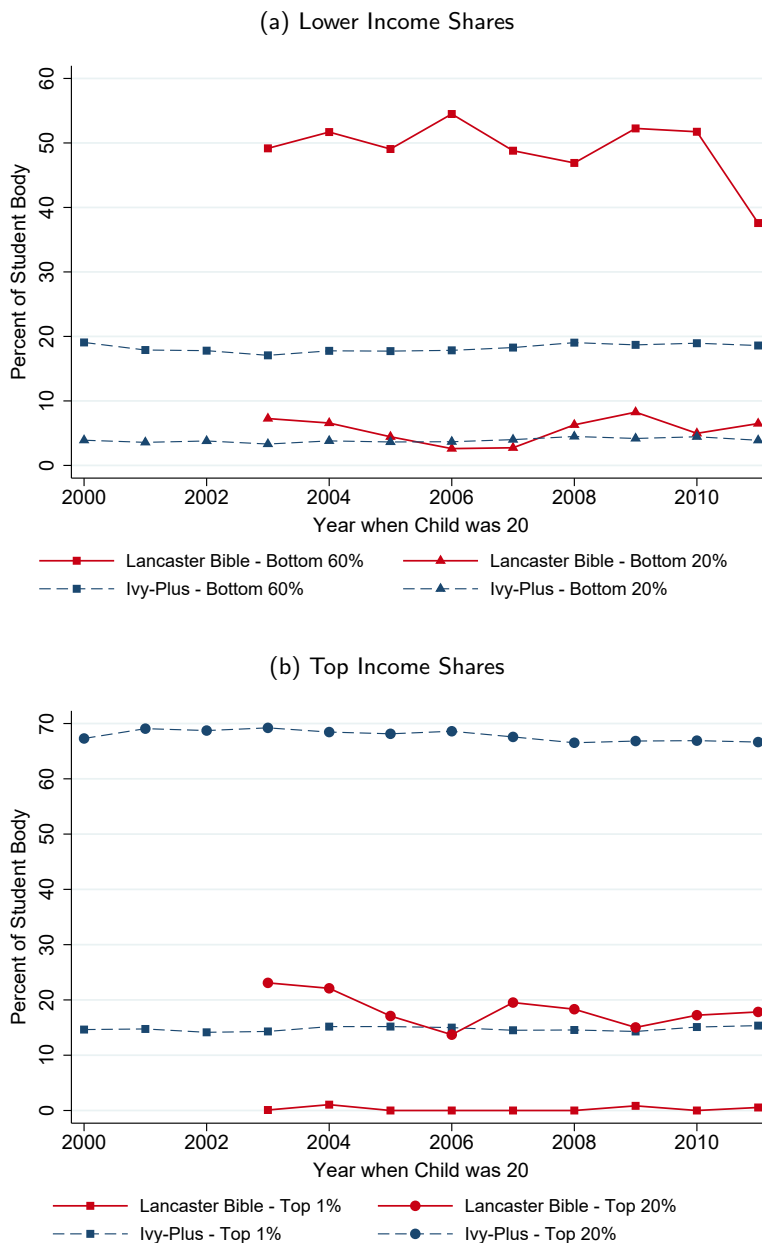 (a) Lower Income Shares
Percent of Student Body
60
50
40
30
20
10
0
2000 2002 2004 2006 2008 2010
Year when Child was 20
Lancaster Bible - Bottom 60% Lancaster Bible - Bottom 20%
Ivy-Plus - Bottom 60% Ivy-Plus - Bottom 20%
(b) Top Income Shares
Percent of Student Body
70
60
50
40
30
20
10
0
2000 2002 2004 2006 2008 2010
Year when Child was 20
Lancaster Bible - Top 1% Lancaster Bible - Top 20%
Ivy-Plus - Top 1% Ivy-Plus - Top 20%